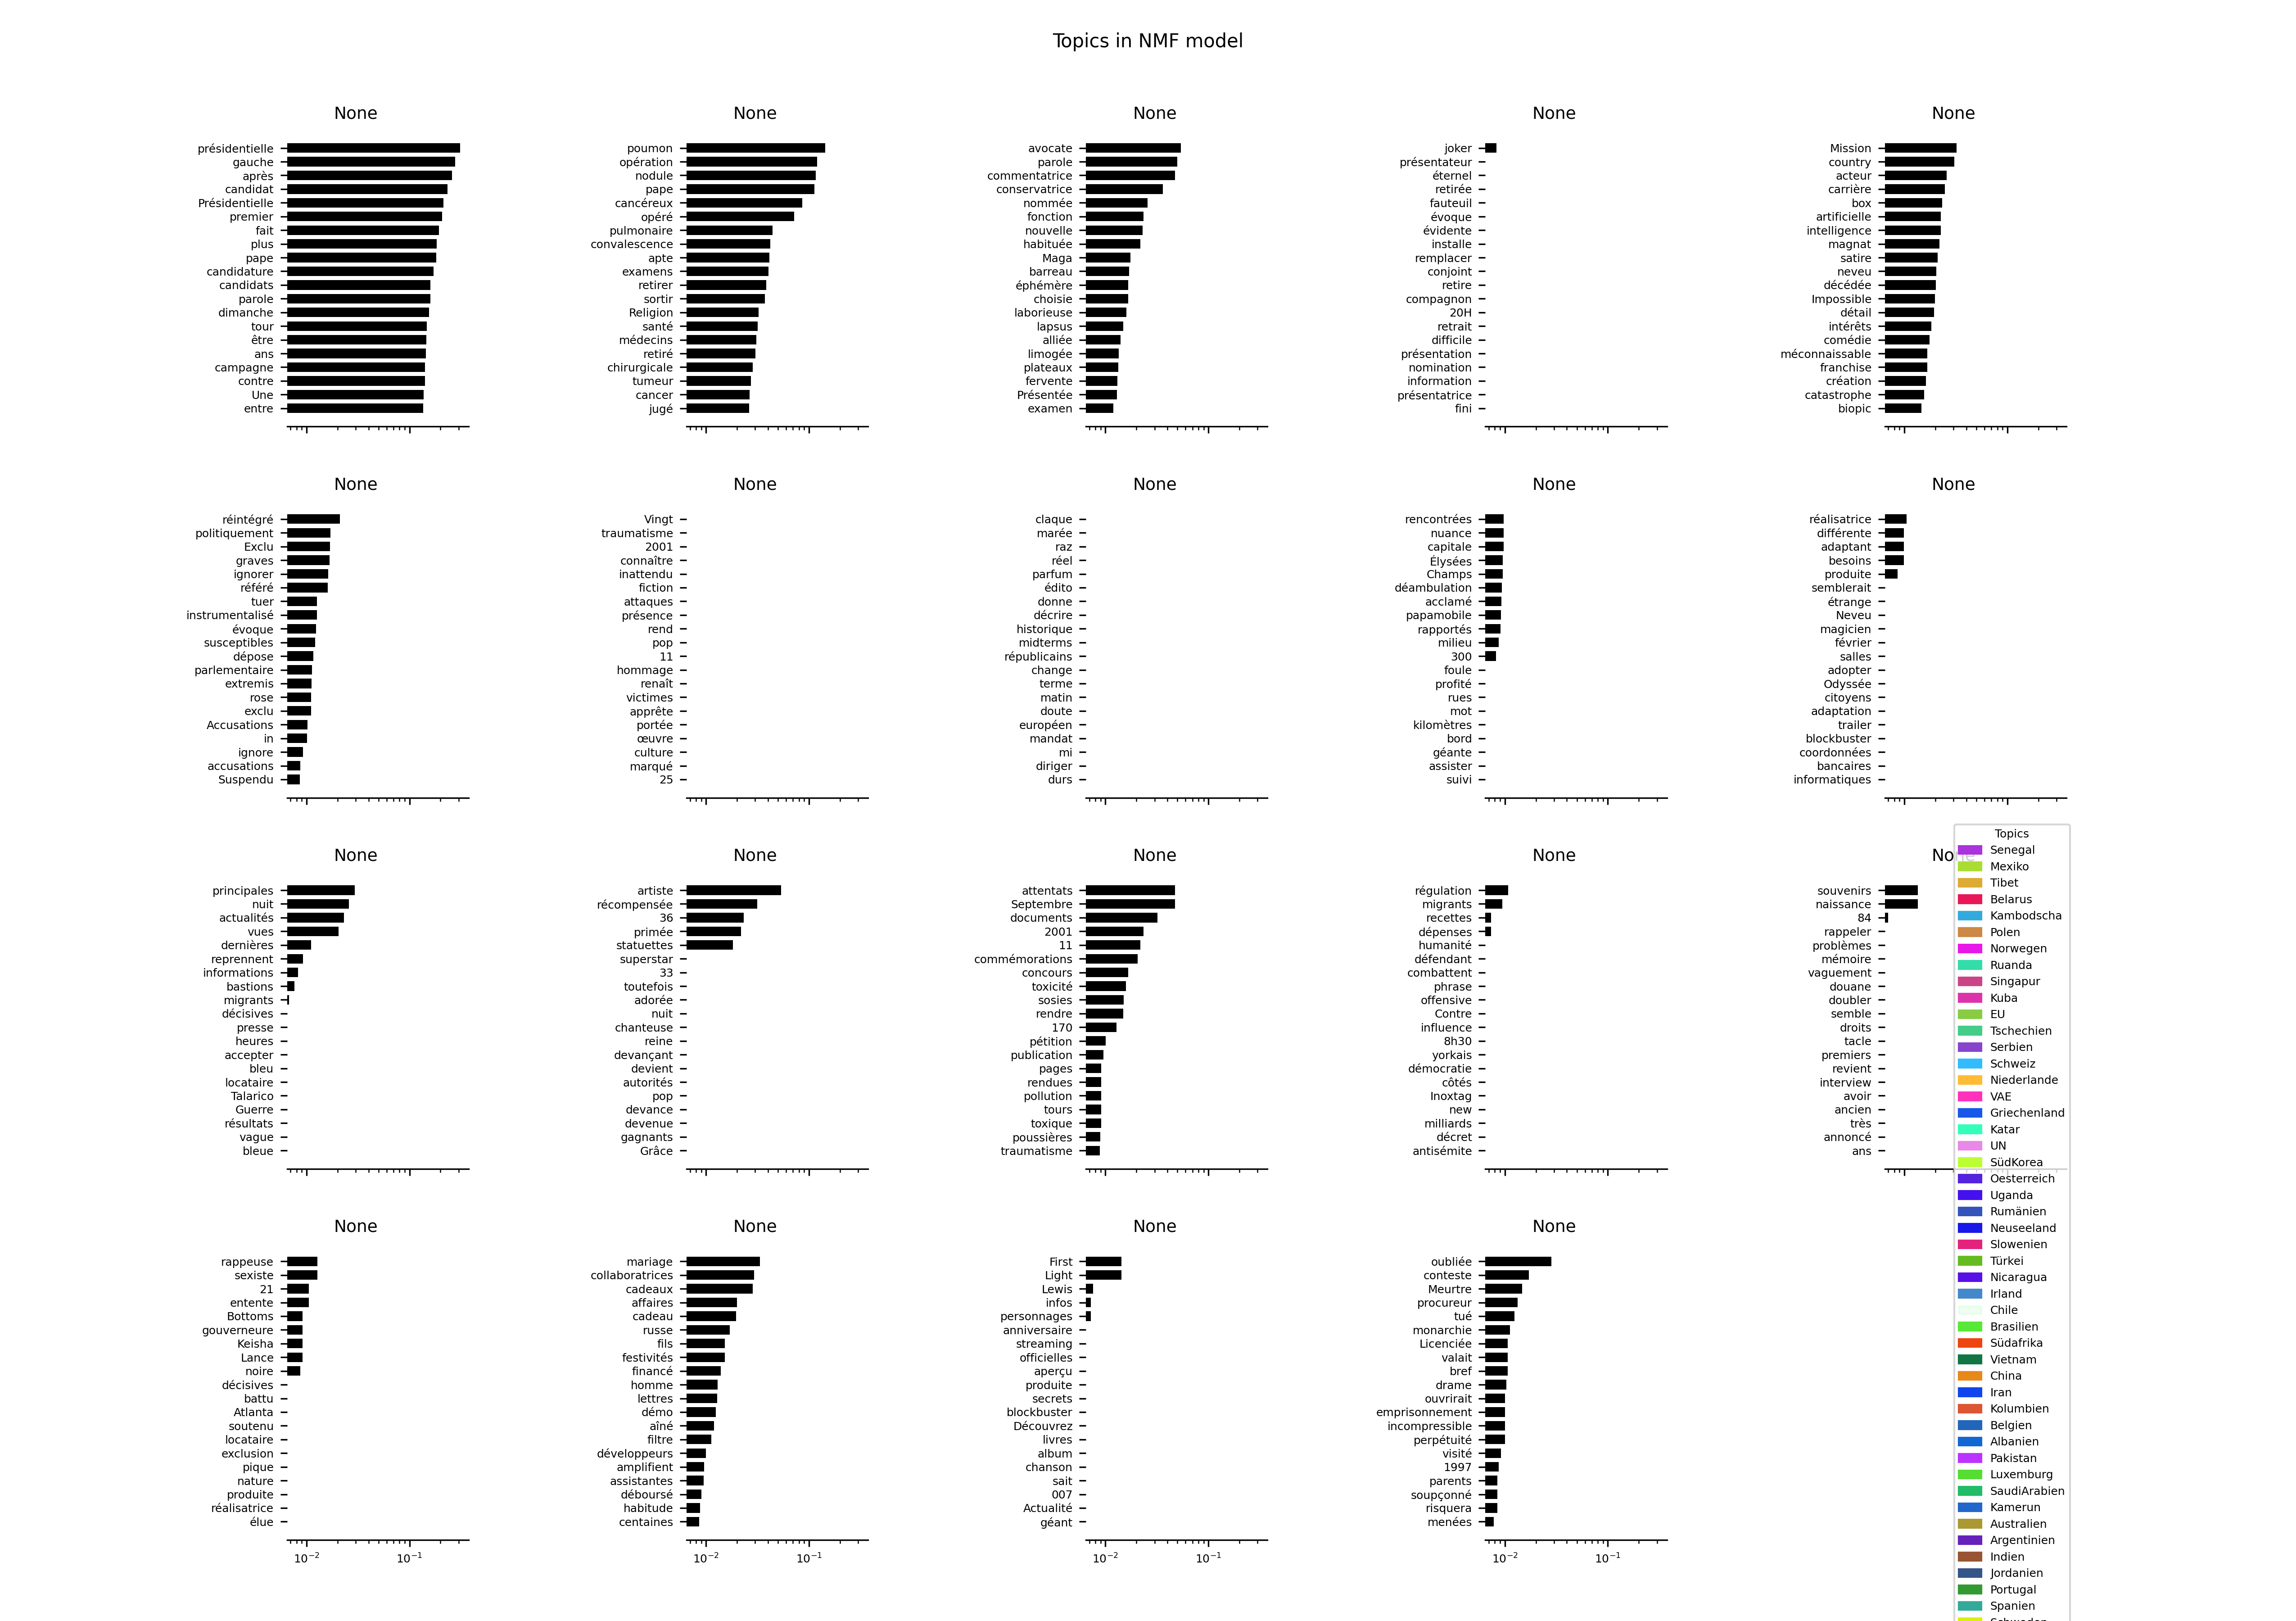 Topics in NMF model
None
présidentielle
gauche
après
candidat
Présidentielle
premier
fait
plus
pape
candidature
candidats
parole
dimanche
tour
être
ans
campagne
contre
Une
entre
None
poumon
opération
nodule
pape
cancéreux
opéré
pulmonaire
convalescence
apte
examens
retirer
sortir
Religion
santé
médecins
retiré
chirurgicale
tumeur
cancer
jugé
None
avocate
parole
commentatrice
conservatrice
nommée
fonction
nouvelle
habituée
Maga
barreau
éphémère
choisie
laborieuse
lapsus
alliée
limogée
plateaux
fervente
Présentée
examen
None
joker
présentateur
éternel
retirée
fauteuil
évoque
évidente
installe
remplacer
conjoint
retire
compagnon
20H
retrait
difficile
présentation
nomination
information
présentatrice
fini
None
Mission
country
acteur
carrière
box
artificielle
intelligence
magnat
satire
neveu
décédée
Impossible
détail
intérêts
comédie
méconnaissable
franchise
création
catastrophe
biopic
None
réintégré
politiquement
Exclu
graves
ignorer
référé
tuer
instrumentalisé
évoque
susceptibles
dépose
parlementaire
extremis
rose
exclu
Accusations
in
ignore
accusations
Suspendu
None
Vingt
traumatisme
2001
connaître
inattendu
fiction
attaques
présence
rend
pop
11
hommage
renaît
victimes
apprête
portée
œuvre
culture
marqué
25
None
claque
marée
raz
réel
parfum
édito
donne
décrire
historique
midterms
républicains
change
terme
matin
doute
européen
mandat
mi
diriger
durs
None
rencontrées
nuance
capitale
Élysées
Champs
déambulation
acclamé
papamobile
rapportés
milieu
300
foule
profité
rues
mot
kilomètres
bord
géante
assister
suivi
None
réalisatrice
différente
adaptant
besoins
produite
semblerait
étrange
Neveu
magicien
février
salles
adopter
Odyssée
citoyens
adaptation
trailer
blockbuster
coordonnées
bancaires
informatiques
None
principales
nuit
actualités
vues
dernières
reprennent
informations
bastions
migrants
décisives
presse
heures
accepter
bleu
locataire
Talarico
Guerre
résultats
vague
bleue
None
artiste
récompensée
36
primée
statuettes
superstar
33
toutefois
adorée
nuit
chanteuse
reine
devançant
devient
autorités
pop
devance
devenue
gagnants
Grâce
None
attentats
Septembre
documents
2001
11
commémorations
concours
toxicité
sosies
rendre
170
pétition
publication
pages
rendues
pollution
tours
toxique
poussières
traumatisme
None
régulation
migrants
recettes
dépenses
humanité
défendant
combattent
phrase
offensive
Contre
influence
8h30
yorkais
démocratie
côtés
Inoxtag
new
milliards
décret
antisémite
None
souvenirs
naissance
84
rappeler
problèmes
mémoire
vaguement
douane
doubler
semble
droits
tacle
premiers
revient
interview
avoir
ancien
très
annoncé
ans
None
rappeuse
sexiste
21
entente
Bottoms
gouverneure
Keisha
Lance
noire
décisives
battu
Atlanta
soutenu
locataire
exclusion
pique
nature
produite
réalisatrice
élue
10⁻² 10⁻¹
None
mariage
collaboratrices
cadeaux
affaires
cadeau
russe
fils
festivités
financé
homme
lettres
démo
aîné
filtre
développeurs
amplifient
assistantes
déboursé
habitude
centaines
10⁻² 10⁻¹
None
First
Light
Lewis
infos
personnages
anniversaire
streaming
officielles
aperçu
produite
secrets
blockbuster
Découvrez
livres
album
chanson
sait
007
Actualité
géant
10⁻² 10⁻¹
None
oubliée
conteste
Meurtre
procureur
tué
monarchie
Licenciée
valait
bref
drame
ouvrirait
emprisonnement
incompressible
perpétuité
visité
1997
parents
soupçonné
risquera
menées
10⁻² 10⁻¹
Topics
Senegal
Mexiko
Tibet
Belarus
Kambodscha
Polen
Norwegen
Ruanda
Singapur
Kuba
EU
Tschechien
Serbien
Schweiz
Niederlande
VAE
Griechenland
Katar
UN
SüdKorea
Oesterreich
Uganda
Rumänien
Neuseeland
Slowenien
Türkei
Nicaragua
Irland
Chile
Brasilien
Südafrika
Vietnam
China
Iran
Kolumbien
Belgien
Albanien
Pakistan
Luxemburg
SaudiArabien
Kamerun
Australien
Argentinien
Indien
Jordanien
Portugal
Spanien
Schweden